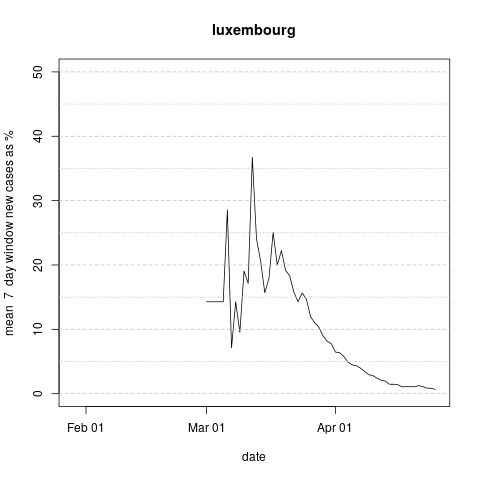 luxembourg
mean  7  day window new cases as %
50
40
30
20
10
0
Feb 01
Mar 01
Apr 01
date